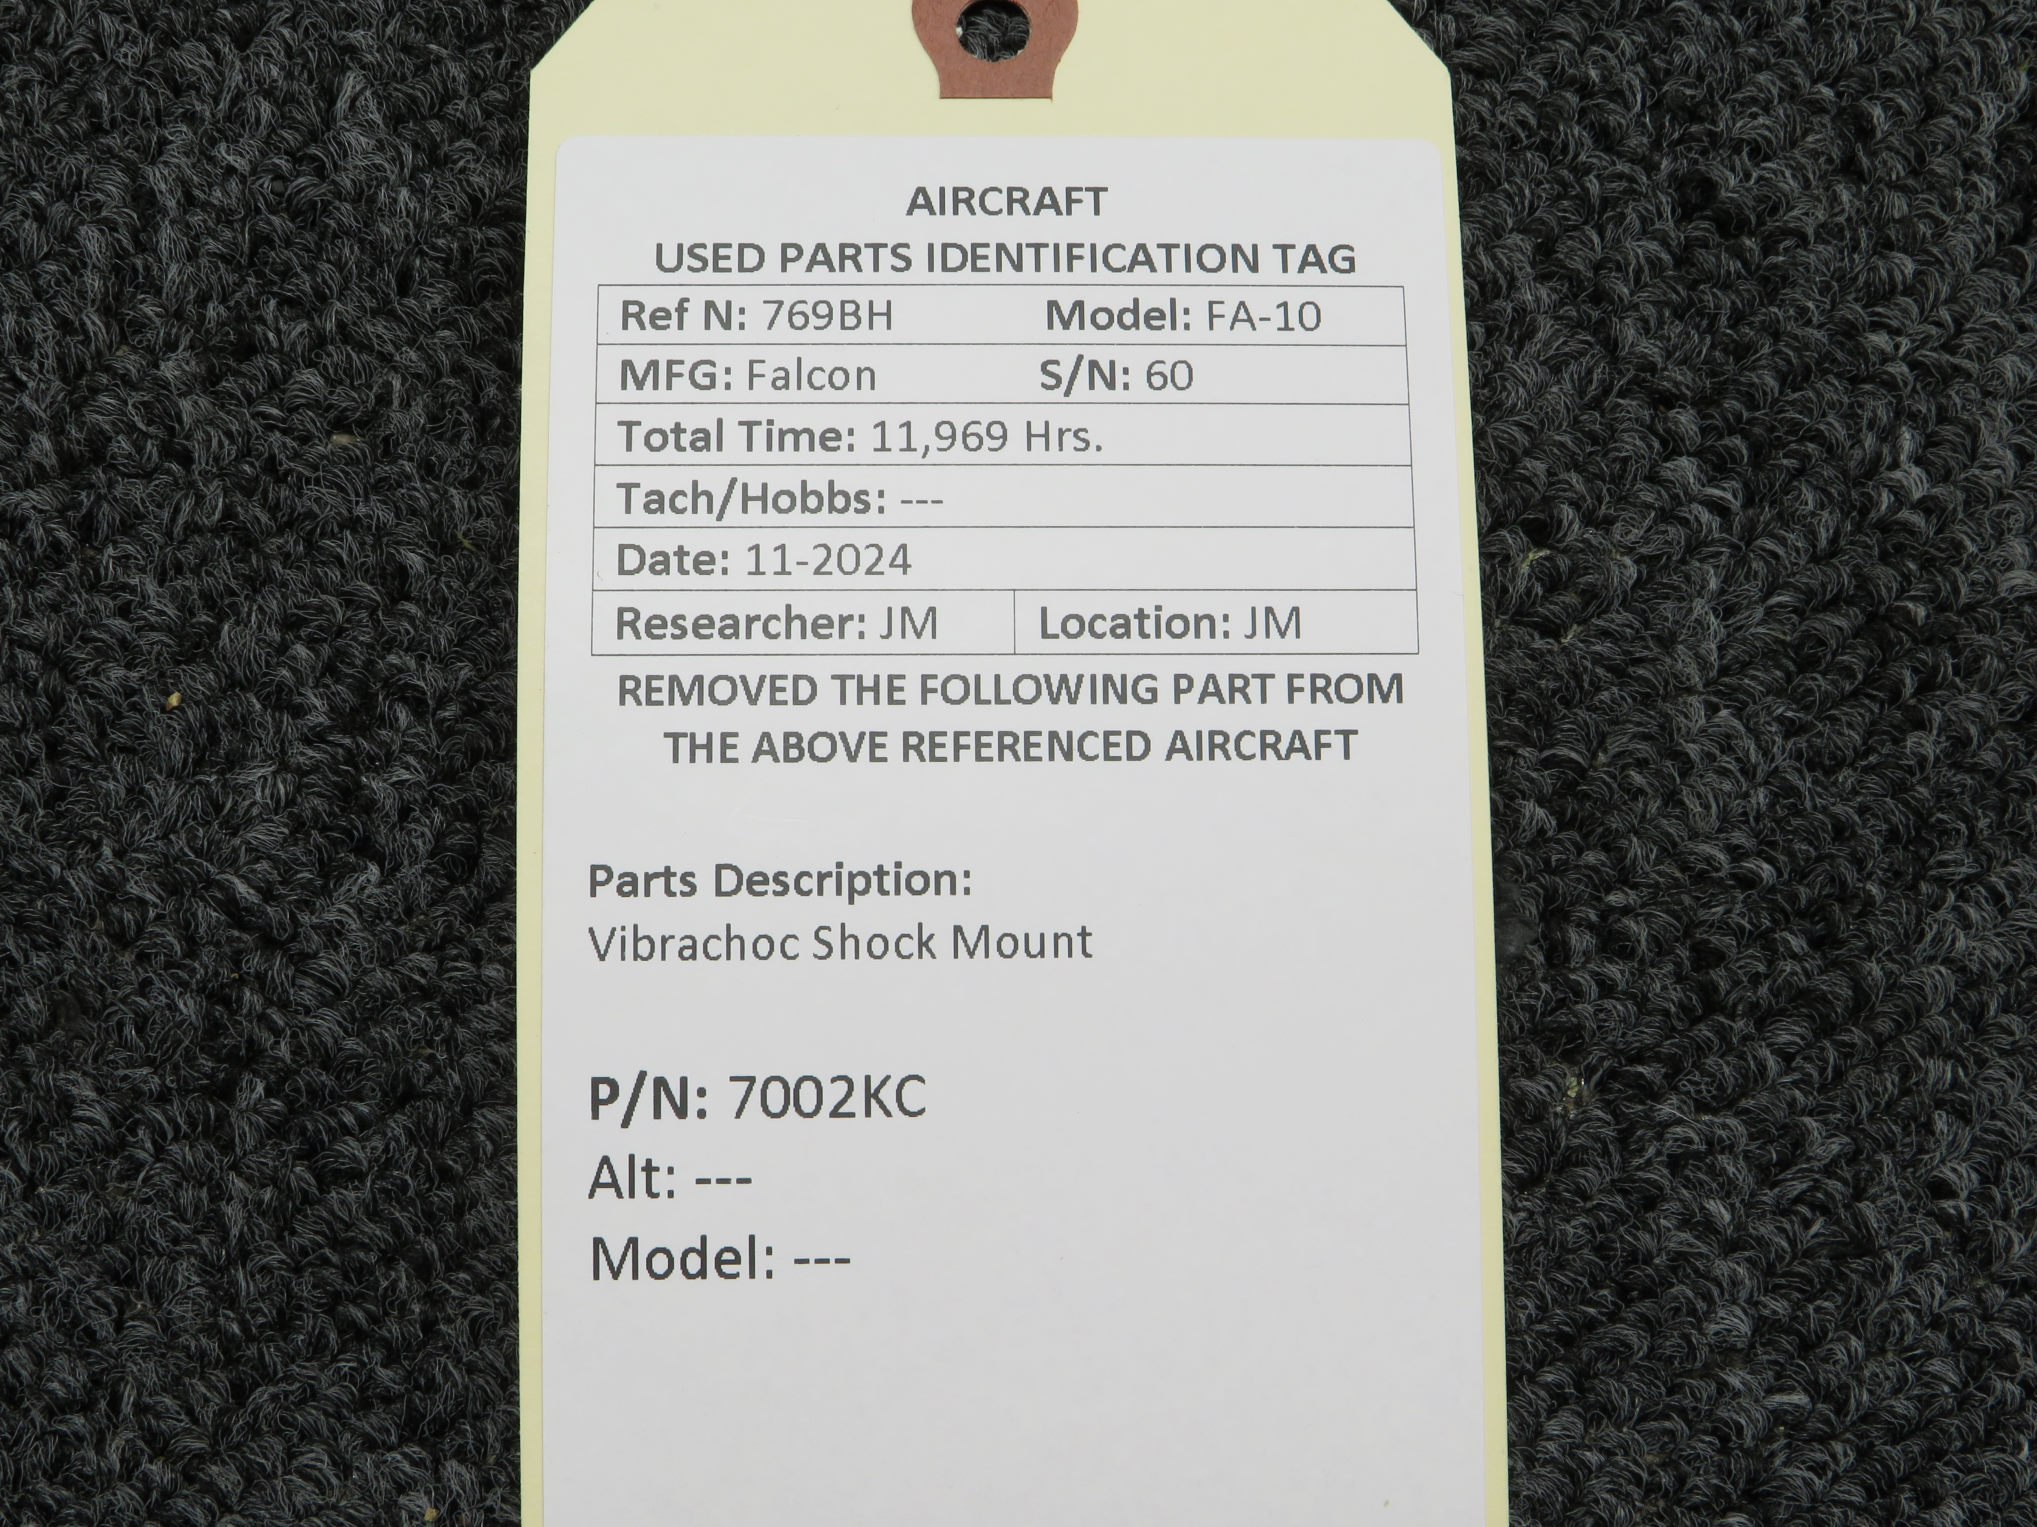 AIRCRAFT
USED PARTS IDENTIFICATION TAG
Ref N: 769BH Model: FA-10
MFG: Falcon S/N: 60
Total Time: 11,969 Hrs.
Tach/Hobbs: ---
Date: 11-2024
Researcher: JM Location: JM
REMOVED THE FOLLOWING PART FROM
THE ABOVE REFERENCED AIRCRAFT
Parts Description:
Vibrachoc Shock Mount
P/N: 7002KC
Alt: ---
Model: ---